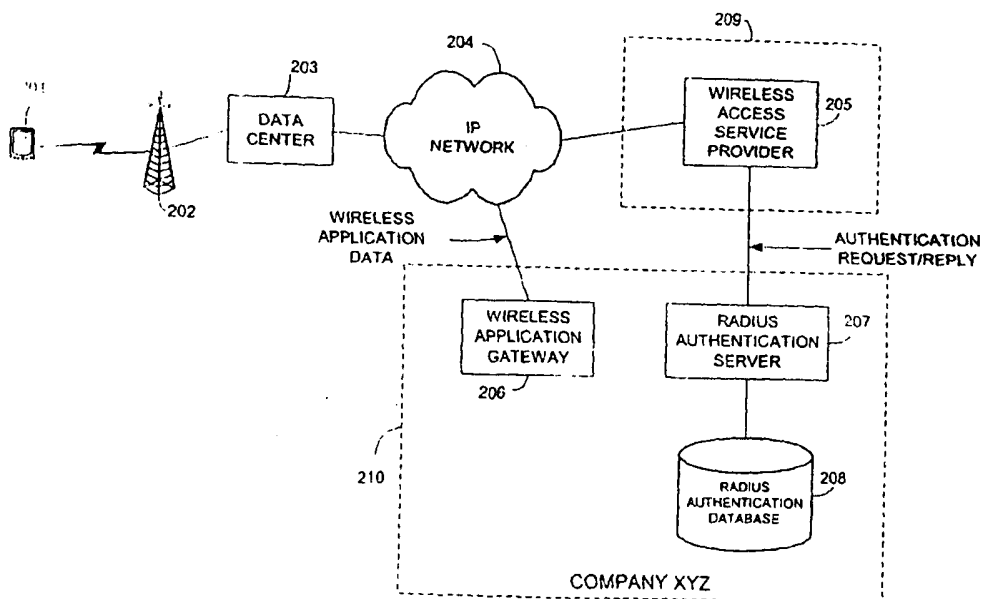 209
204
203
DATA
CENTER
IP
NETWORK
WIRELESS
ACCESS
SERVICE
PROVIDER
205
202
WIRELESS
APPLICATION
DATA
AUTHENTICATION
REQUEST/REPLY
WIRELESS
APPLICATION
GATEWAY
206
RADIUS
AUTHENTICATION
SERVER
207
210
RADIUS
AUTHENTICATION
DATABASE
208
COMPANY XYZ